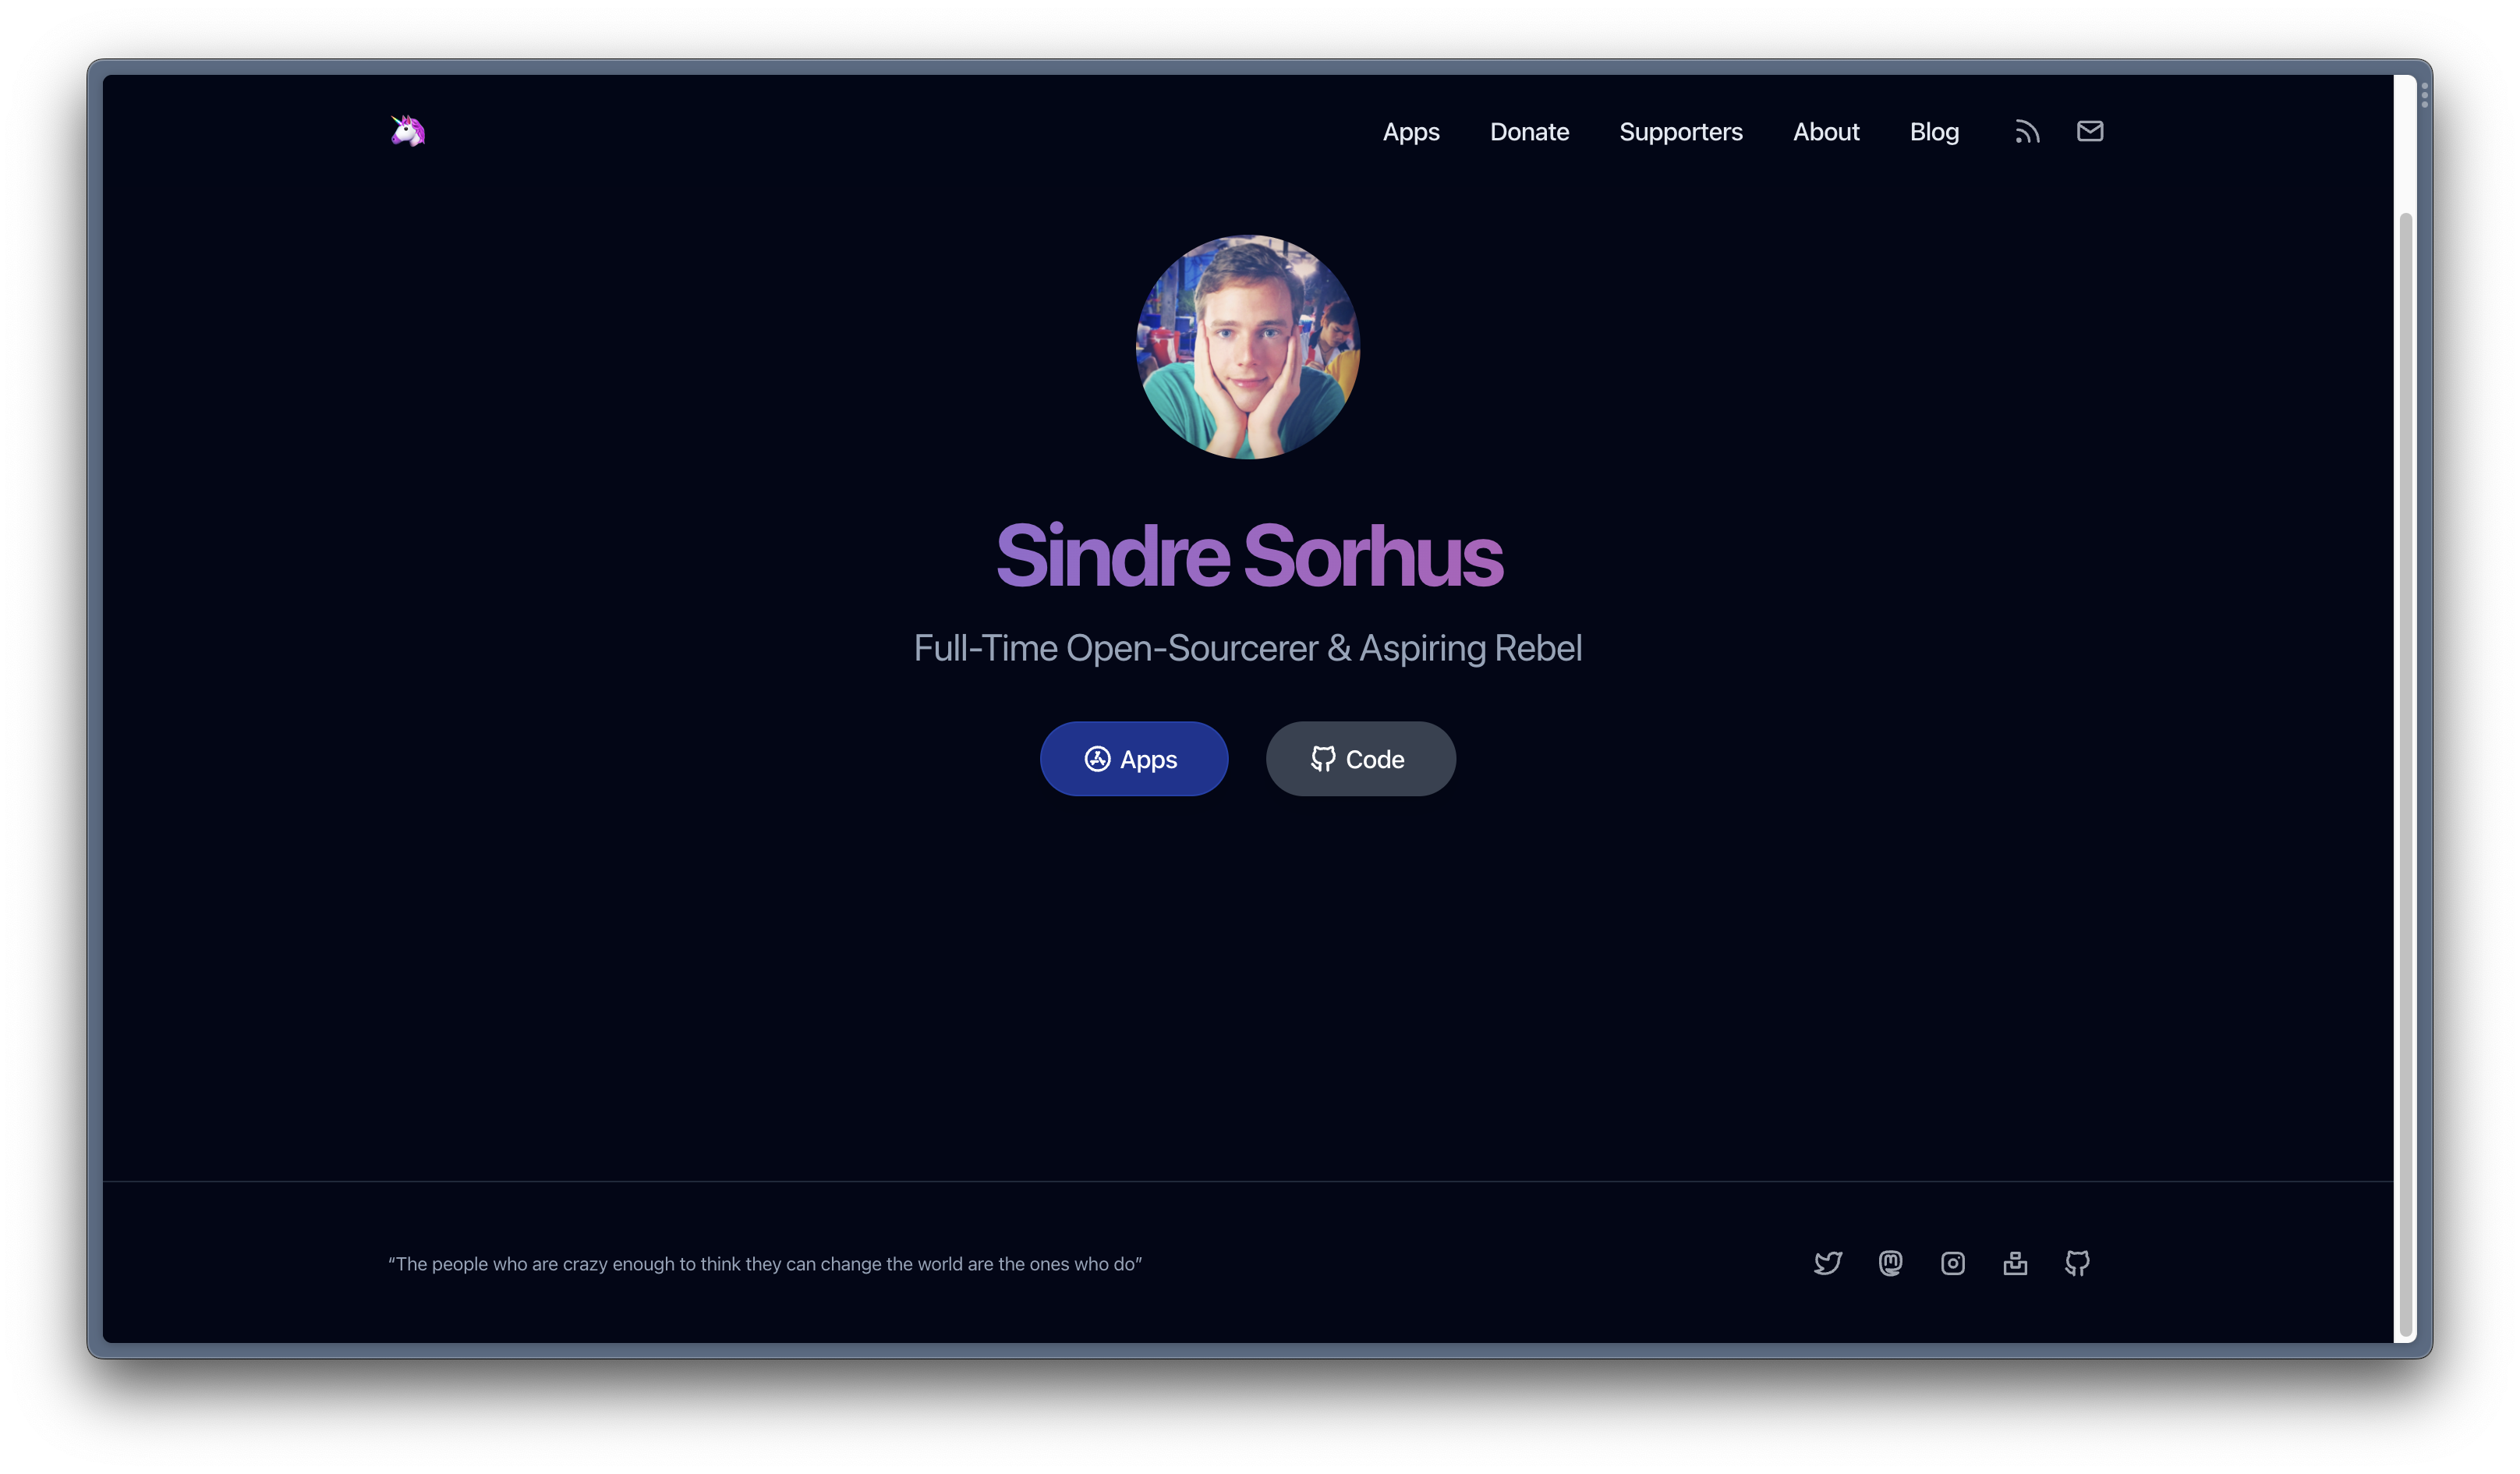 Apps Donate Supporters About Blog
Sindre Sorhus
Full-Time Open-Sourcerer & Aspiring Rebel
Apps Code
“The people who are crazy enough to think they can change the world are the ones who do”